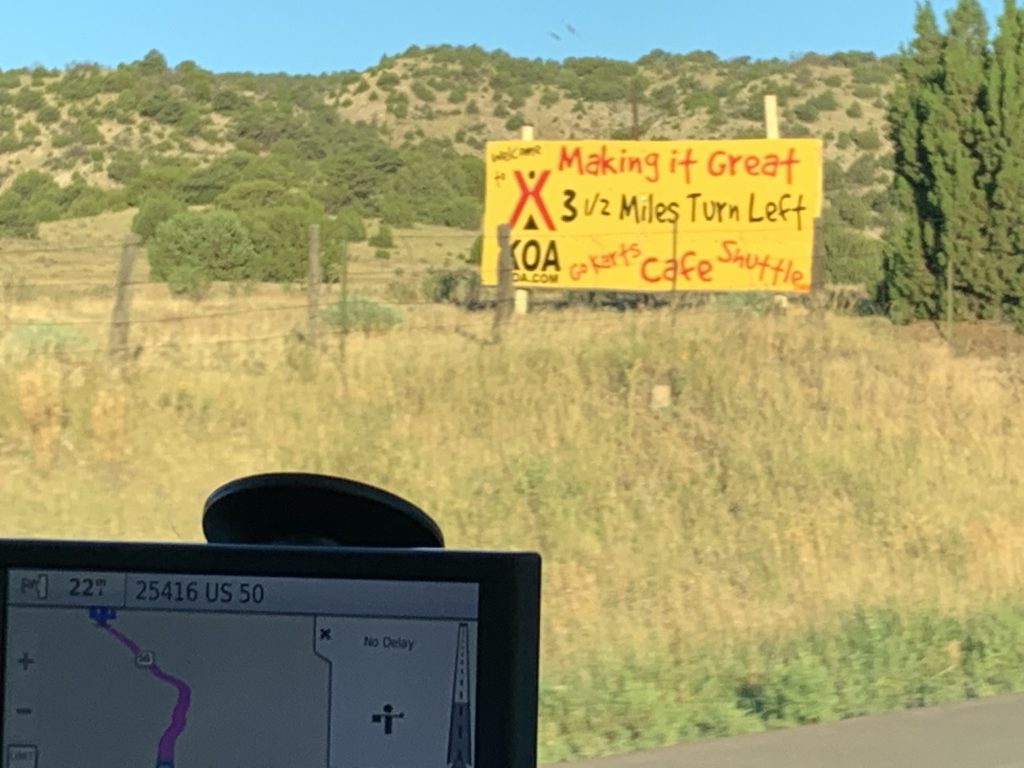 Welcome
to
Making it Great
3 1/2 Miles Turn Left
KOA
Go Karts Cafe Shuttle
22
25416 US 50
No Delay